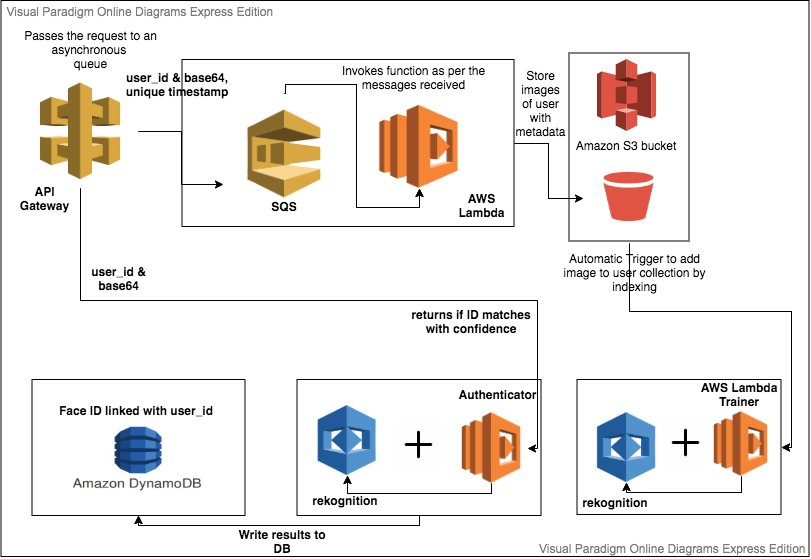 Visual Paradigm Online Diagrams Express Edition
Passes the request to an
asynchronous
queue
user_id & base64,
unique timestamp
Invokes function as per the
messages received
Store
images
of user
with
metadata
Amazon S3 bucket
API
Gateway
SQS
AWS
Lambda
Automatic Trigger to add
image to user collection by
indexing
user_id &
base64
returns if ID matches
with confidence
Face ID linked with user_id
Amazon DynamoDB
Authenticator
rekognition
AWS Lambda
Trainer
rekognition
Write results to
DB
Visual Paradigm Online Diagrams Express Edition